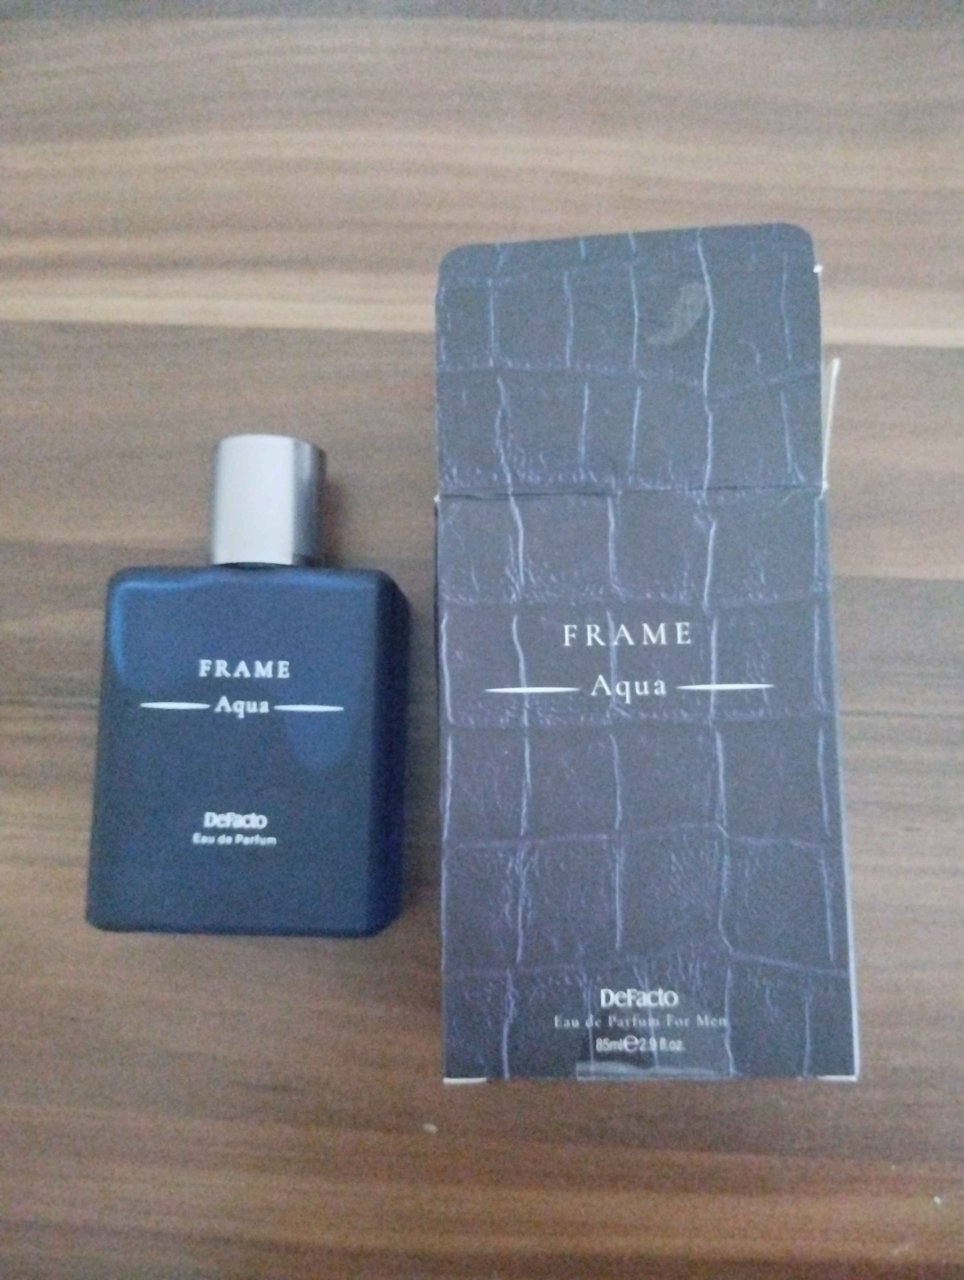 FRAME
Aqua
DeFacto
Eau de Parfum
FRAME
Aqua
DeFacto
Eau de Parfum For Men
85ml℮2.9 fl.oz.